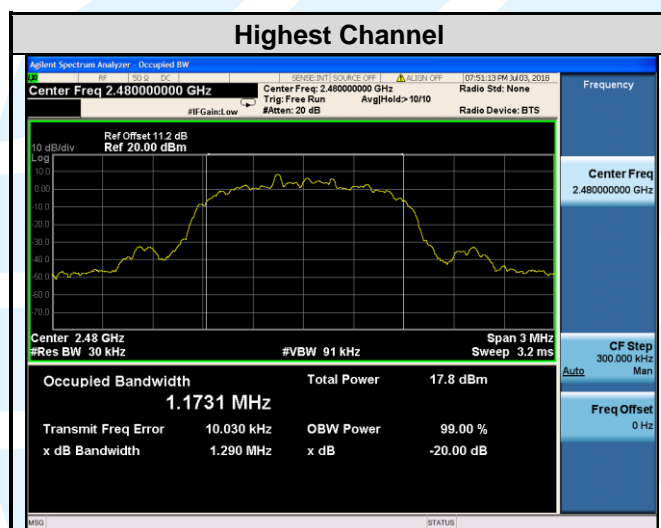 Highest Channel
Agilent Spectrum Analyzer - Occupied BW
RF 50 Ω DC SENSE:INT SOURCE OFF ALIGN OFF 07:51:13 PM Jul 03, 2018
Center Freq 2.480000000 GHz
Center Freq: 2.480000000 GHz
Radio Std: None
Trig: Free Run Avg|Hold:>10/10
#IFGain:Low #Atten: 20 dB Radio Device: BTS
Frequency
Ref Offset 11.2 dB
10 dB/div Ref 20.00 dBm
Log
10.0
0.00
-10.0
-20.0
-30.0
-40.0
-50.0
-60.0
-70.0
Center Freq
2.480000000 GHz
Center 2.48 GHz Span 3 MHz
#Res BW 30 kHz #VBW 91 kHz Sweep 3.2 ms
CF Step
300.000 kHz
Auto Man
Occupied Bandwidth Total Power 17.8 dBm
1.1731 MHz
Transmit Freq Error 10.030 kHz OBW Power 99.00 %
x dB Bandwidth 1.290 MHz x dB -20.00 dB
Freq Offset
0 Hz
MSG STATUS